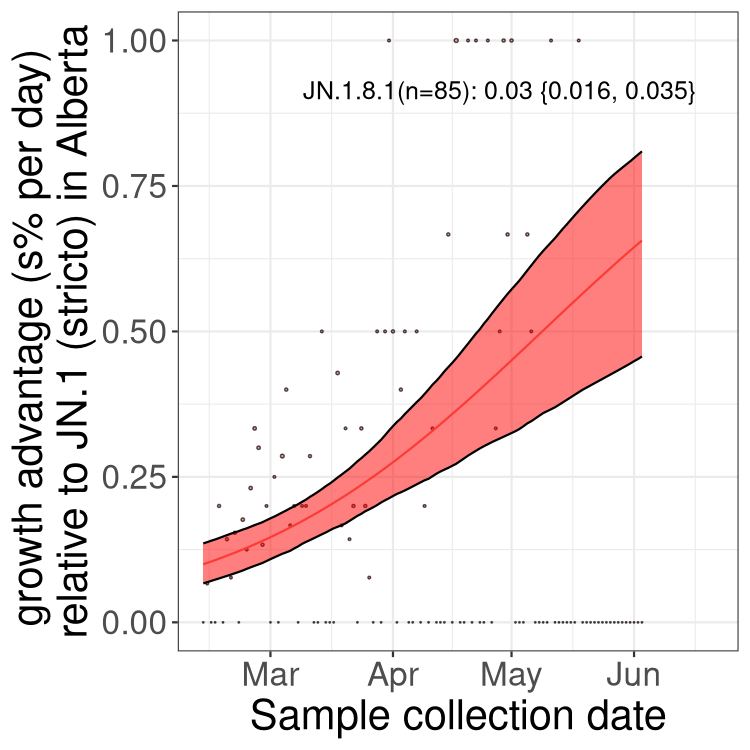 growth advantage (s% per day)
relative to JN.1 (stricto) in Alberta
1.00
0.75
0.50
0.25
0.00
JN.1.8.1(n=85): 0.03 {0.016, 0.035}
Mar Apr May Jun
Sample collection date